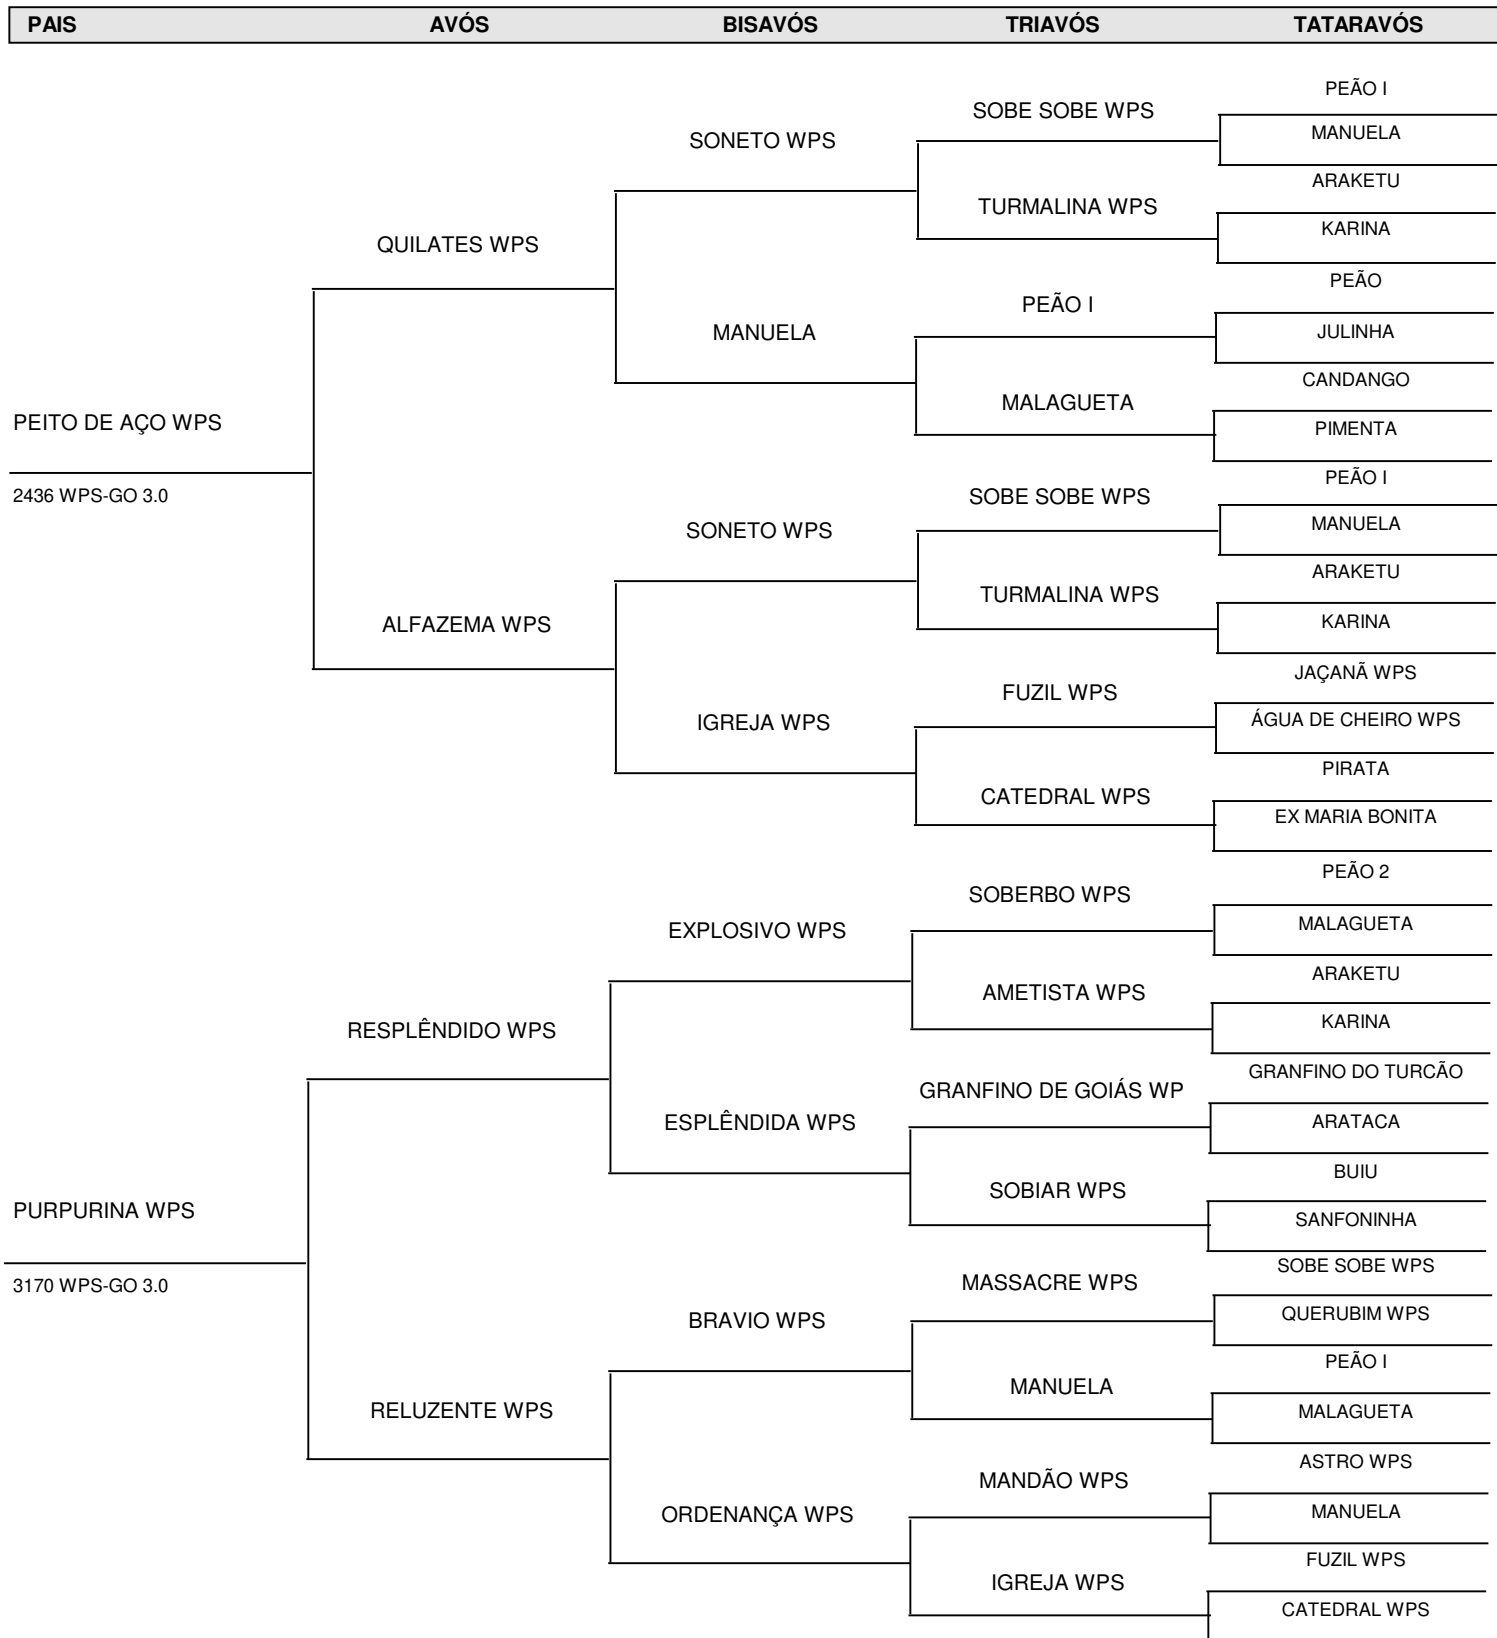 PAIS AVÓS BISAVÓS TRIAVÓS TATARAVÓS
PEÃO I
SOBE SOBE WPS
MANUELA
SONETO WPS
ARAKETU
TURMALINA WPS
KARINA
QUILATES WPS
PEÃO
PEÃO I
JULINHA
MANUELA
CANDANGO
MALAGUETA
PIMENTA
PEITO DE AÇO WPS
2436 WPS-GO 3.0
PEÃO I
SOBE SOBE WPS
MANUELA
SONETO WPS
ARAKETU
TURMALINA WPS
KARINA
ALFAZEMA WPS
JAÇANÃ WPS
FUZIL WPS
ÁGUA DE CHEIRO WPS
IGREJA WPS
PIRATA
CATEDRAL WPS
EX MARIA BONITA
PEÃO 2
SOBERBO WPS
MALAGUETA
EXPLOSIVO WPS
ARAKETU
AMETISTA WPS
KARINA
RESPLÊNDIDO WPS
GRANFINO DO TURCÃO
GRANFINO DE GOIÁS WP
ARATACA
ESPLÊNDIDA WPS
BUIU
SOBIAR WPS
SANFONINHA
PURPURINA WPS
3170 WPS-GO 3.0
SOBE SOBE WPS
MASSACRE WPS
QUERUBIM WPS
BRAVIO WPS
PEÃO I
MANUELA
MALAGUETA
RELUZENTE WPS
ASTRO WPS
MANDÃO WPS
MANUELA
ORDENANÇA WPS
FUZIL WPS
IGREJA WPS
CATEDRAL WPS